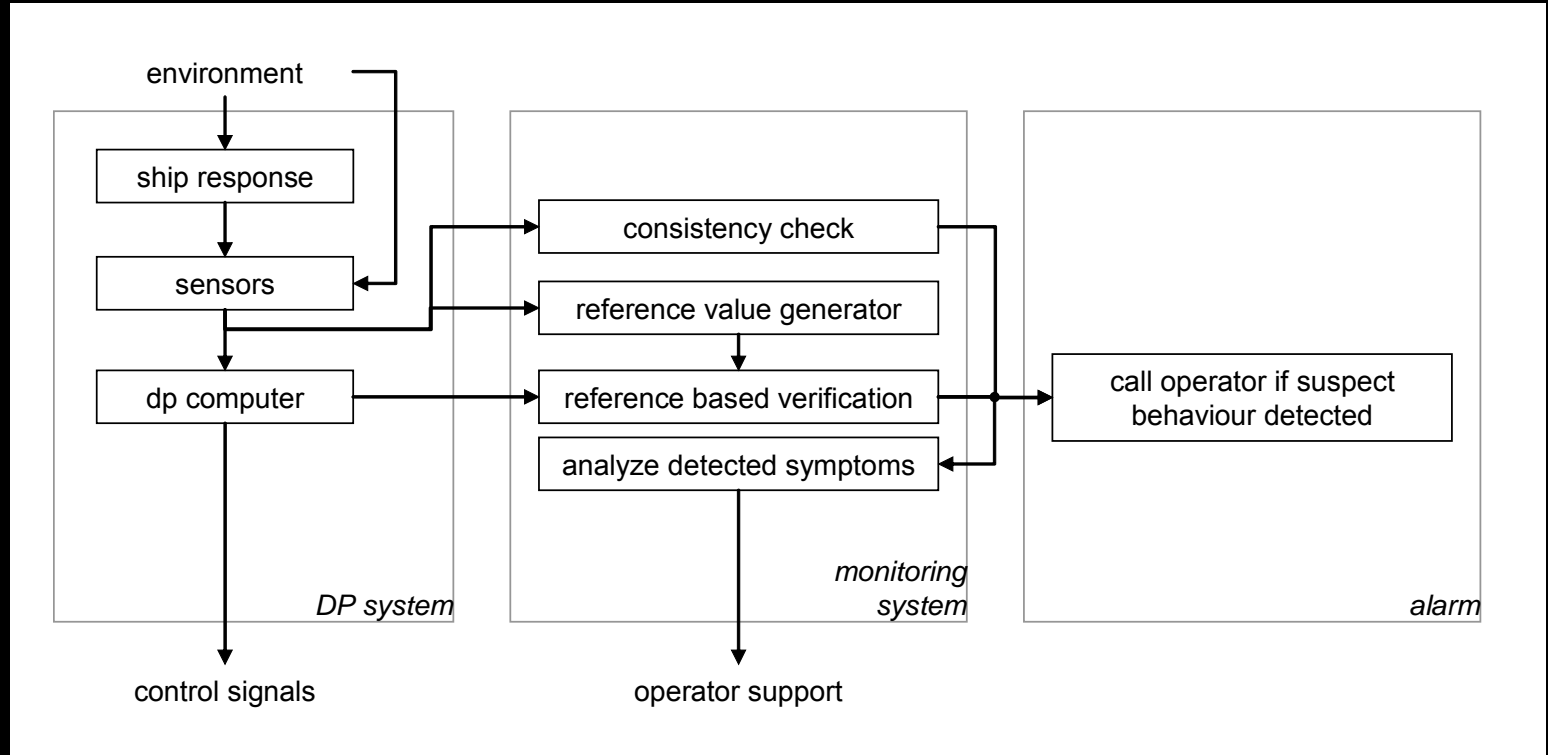 environment
ship response
sensors
dp computer
DP system
control signals
consistency check
reference value generator
reference based verification
analyze detected symptoms
monitoring
system
operator support
call operator if suspect
behaviour detected
alarm